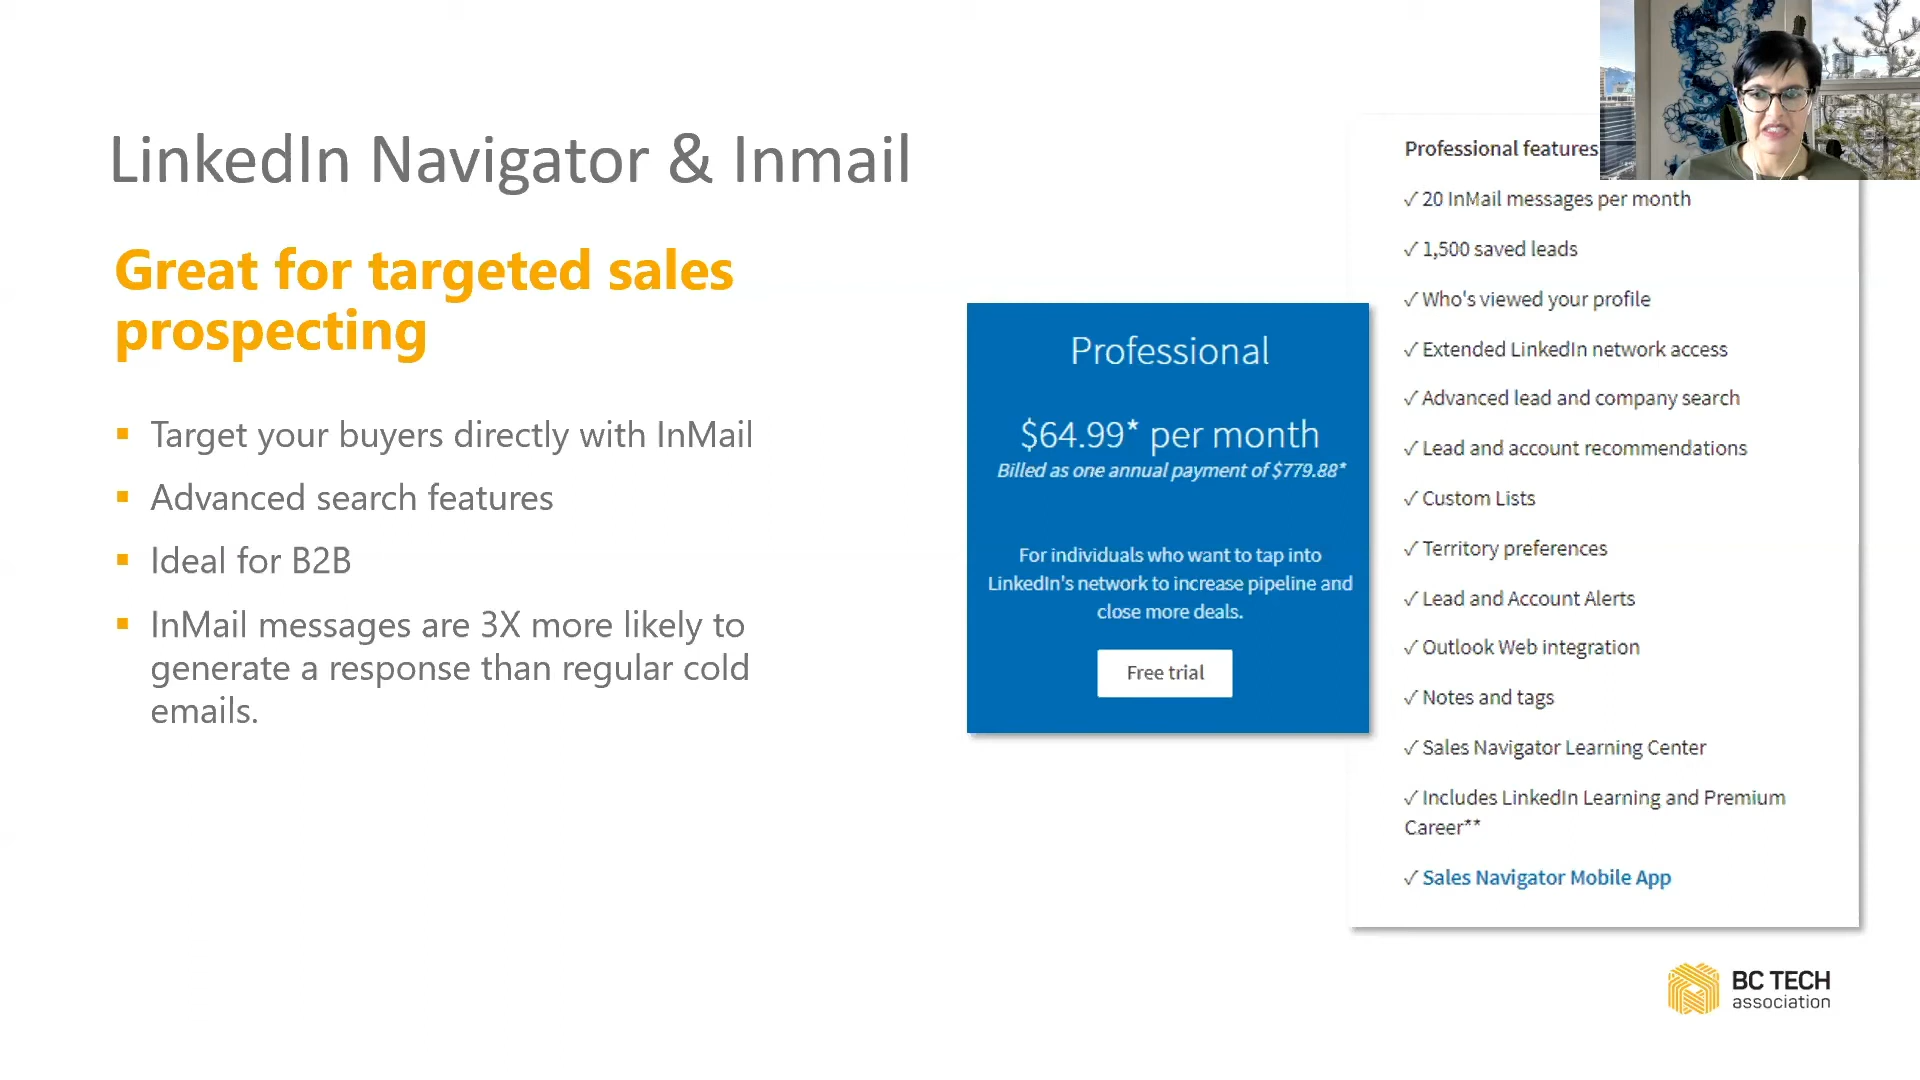 LinkedIn Navigator & Inmail
Great for targeted sales
prospecting
▪ Target your buyers directly with InMail
▪ Advanced search features
▪ Ideal for B2B
▪ InMail messages are 3X more likely to
generate a response than regular cold
emails.
Professional
$64.99* per month
Billed as one annual payment of $779.88*
For individuals who want to tap into
LinkedIn's network to increase pipeline and
close more deals.
Free trial
Professional features
✓ 20 InMail messages per month
✓ 1,500 saved leads
✓ Who's viewed your profile
✓ Extended LinkedIn network access
✓ Advanced lead and company search
✓ Lead and account recommendations
✓ Custom Lists
✓ Territory preferences
✓ Lead and Account Alerts
✓ Outlook Web integration
✓ Notes and tags
✓ Sales Navigator Learning Center
✓ Includes LinkedIn Learning and Premium
Career**
✓ Sales Navigator Mobile App
BC TECH
association